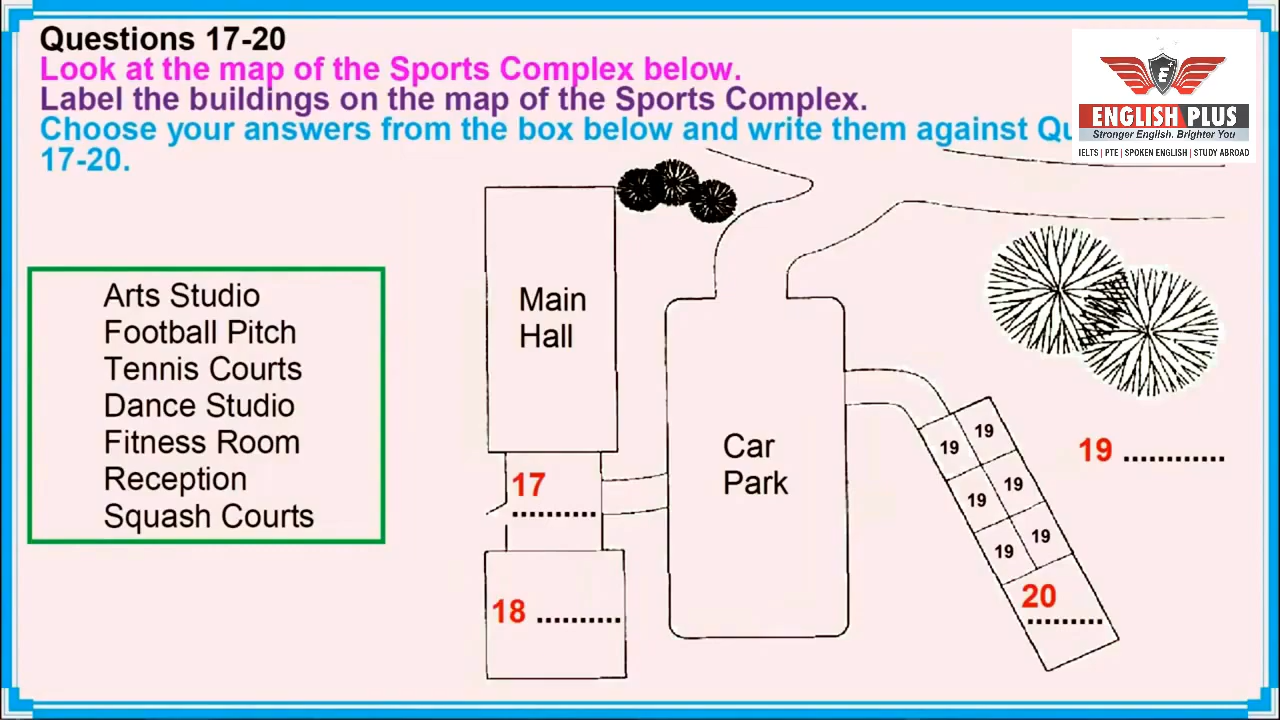 Questions 17-20
Look at the map of the Sports Complex below.
Label the buildings on the map of the Sports Complex.
Choose your answers from the box below and write them against Qu
17-20.
E
ENGLISH PLUS
Stronger English. Brighter You
IELTS | PTE | SPOKEN ENGLISH | STUDY ABROAD
Arts Studio
Football Pitch
Tennis Courts
Dance Studio
Fitness Room
Reception
Squash Courts
Main
Hall
17
..........
18 ..........
Car
Park
19
19
19
19
19
19
19 ............
20
.........